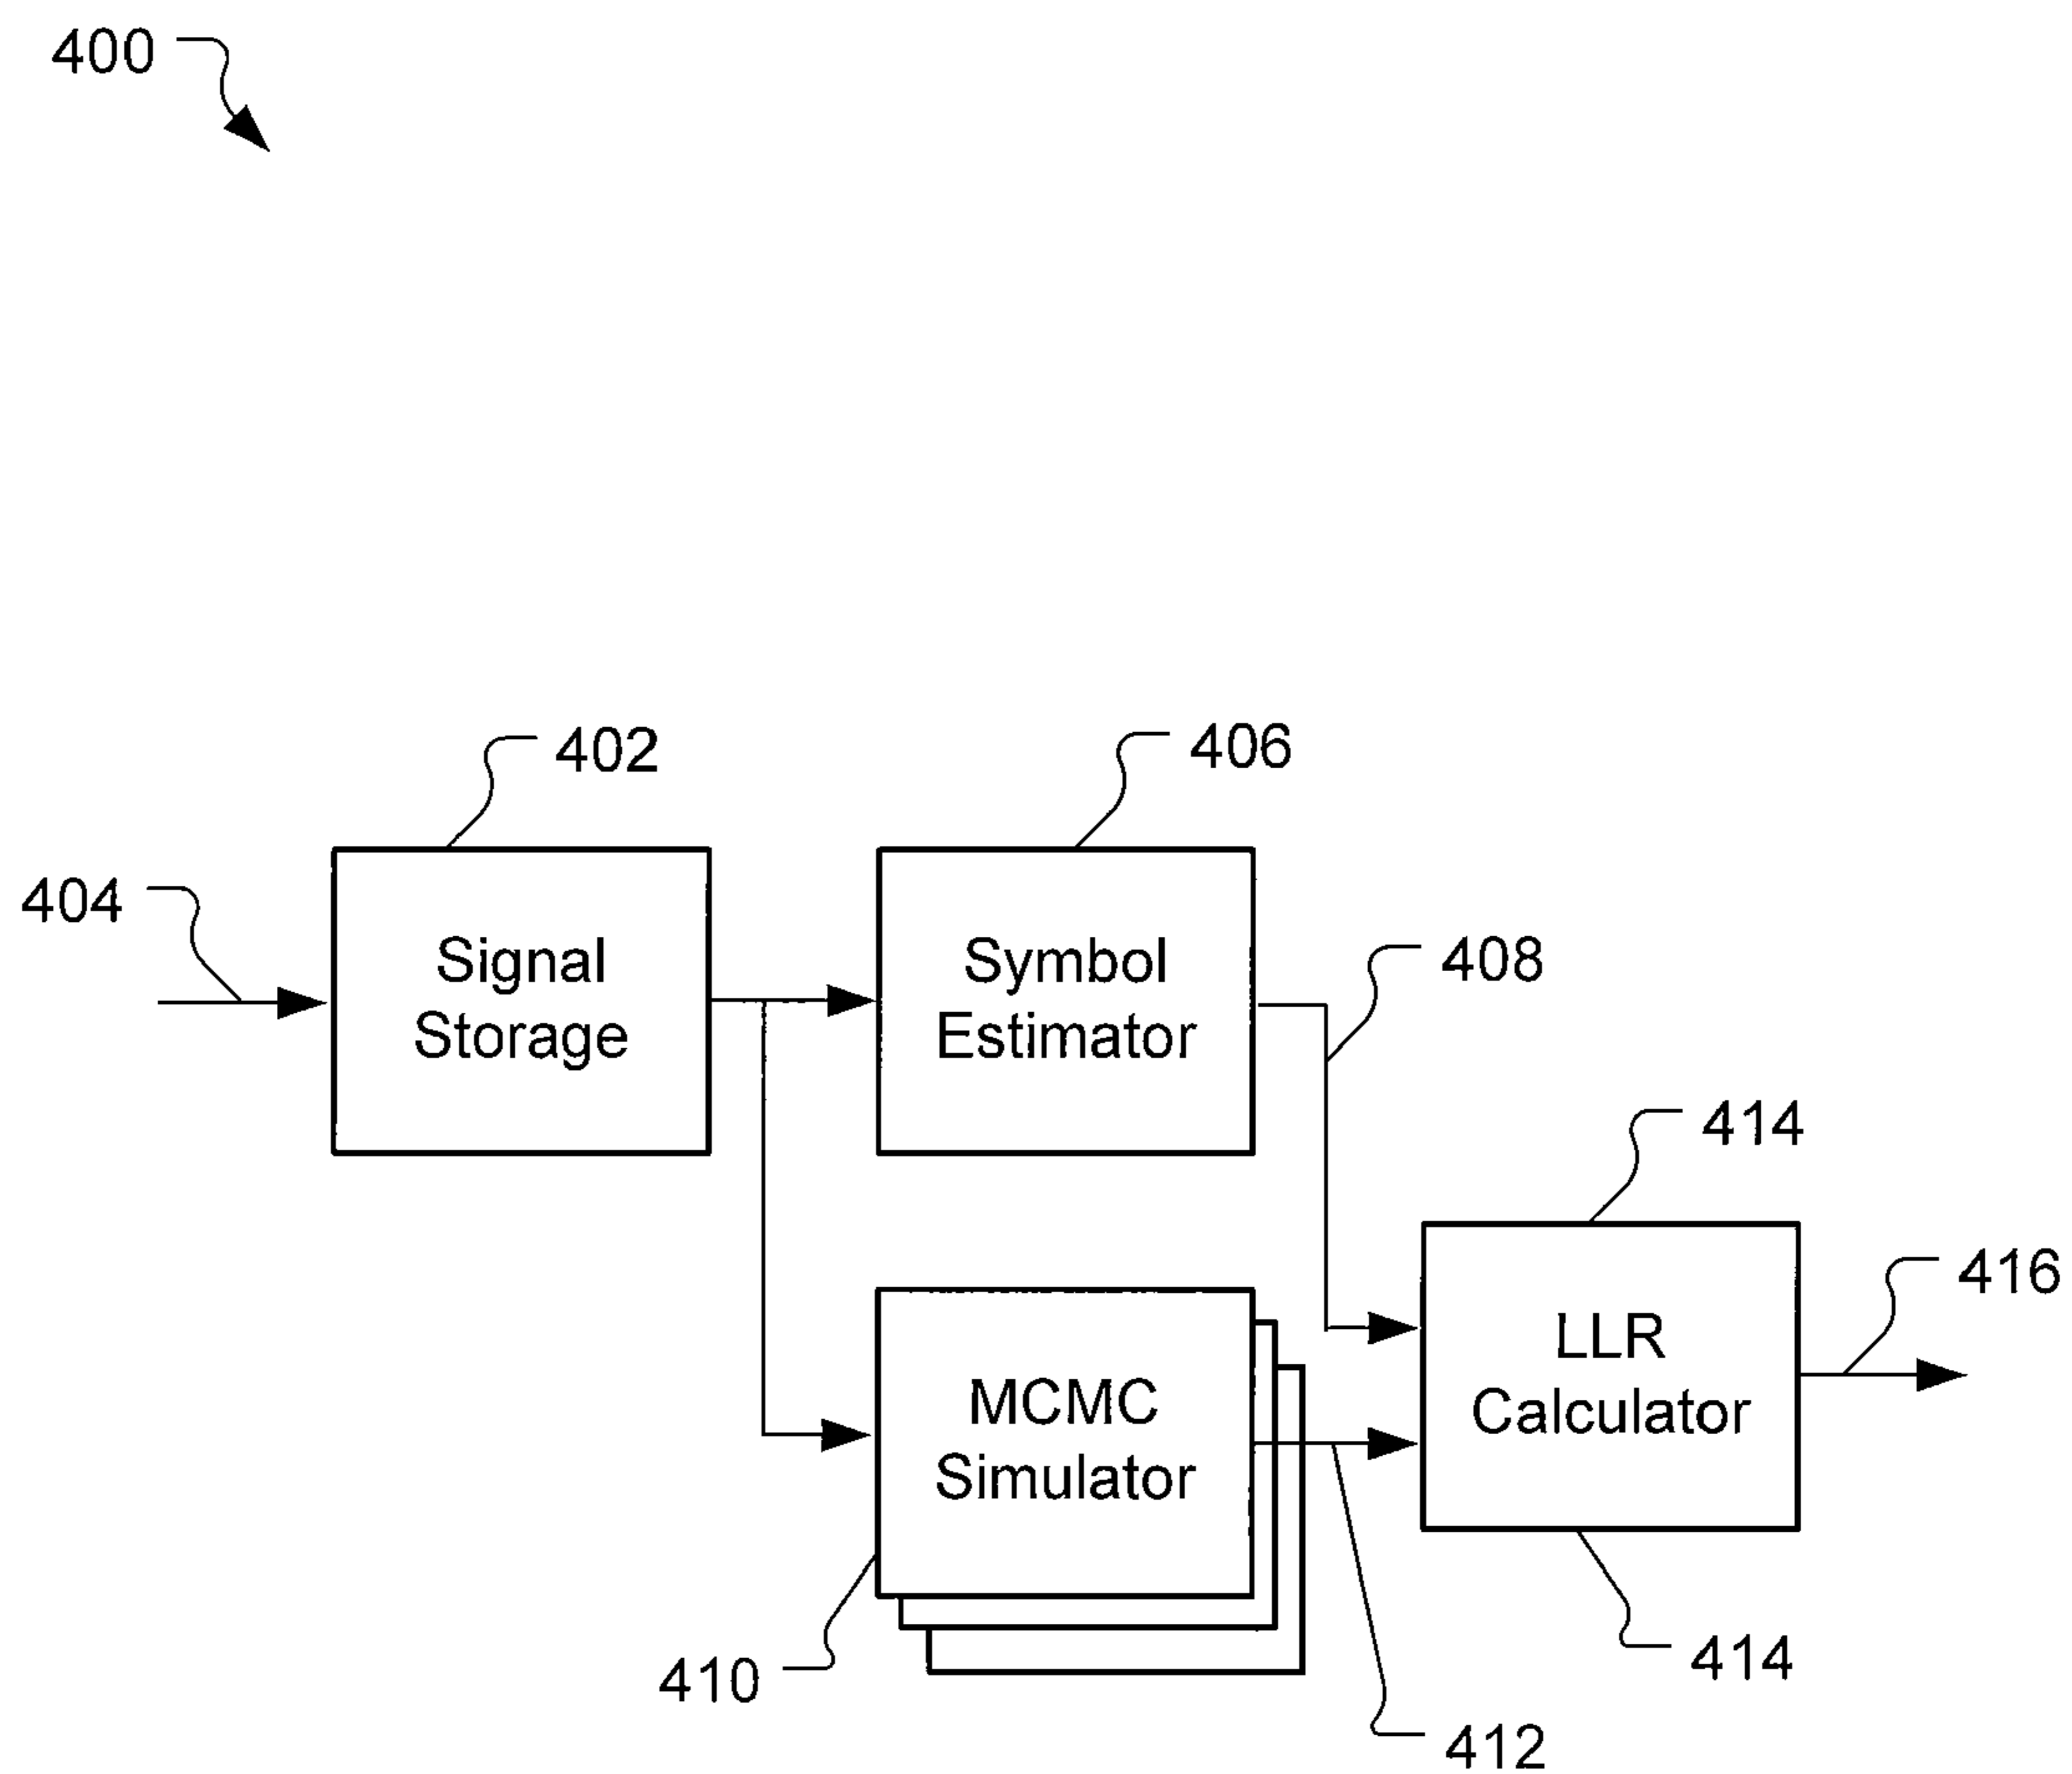 400
402
406
404
Signal
Storage
Symbol
Estimator
408
414
416
LLR
Calculator
MCMC
Simulator
410
414
412